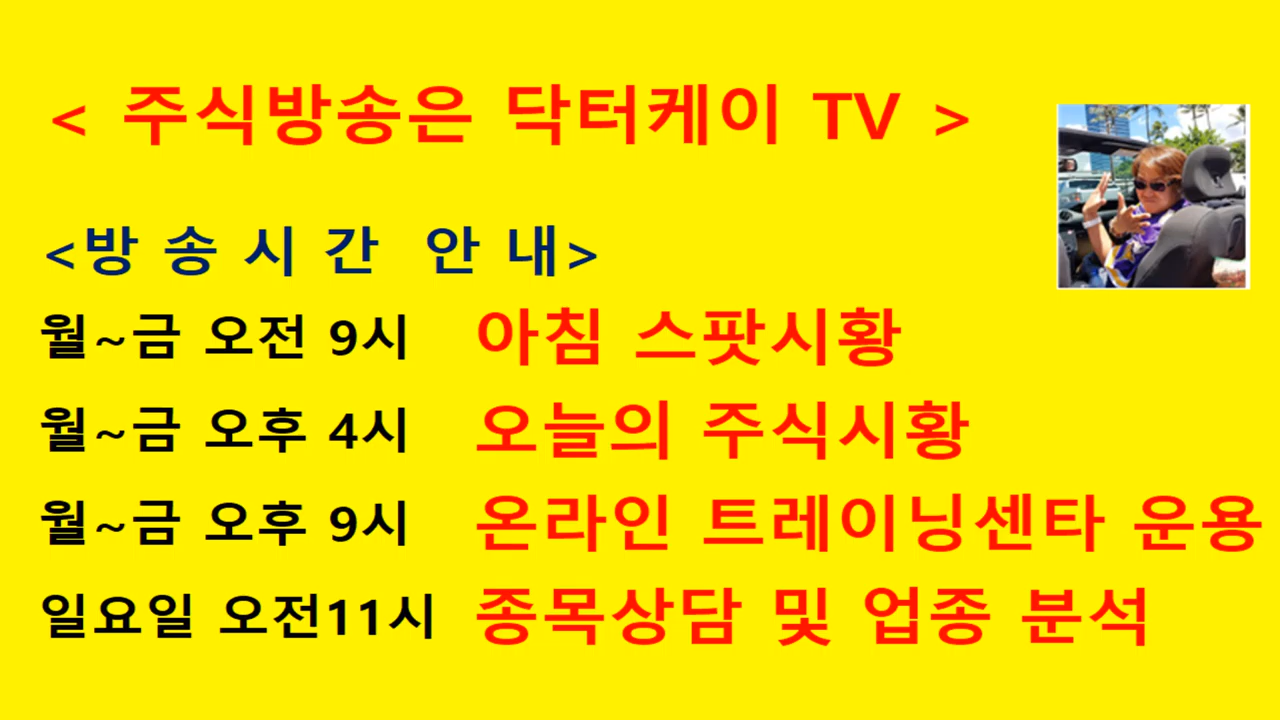 < 주식방송은 닥터케이 TV >
<방 송 시 간 안 내>
월~금 오전 9시 아침 스팟시황
월~금 오후 4시 오늘의 주식시황
월~금 오후 9시 온라인 트레이닝센타 운용
일요일 오전11시 종목상담 및 업종 분석